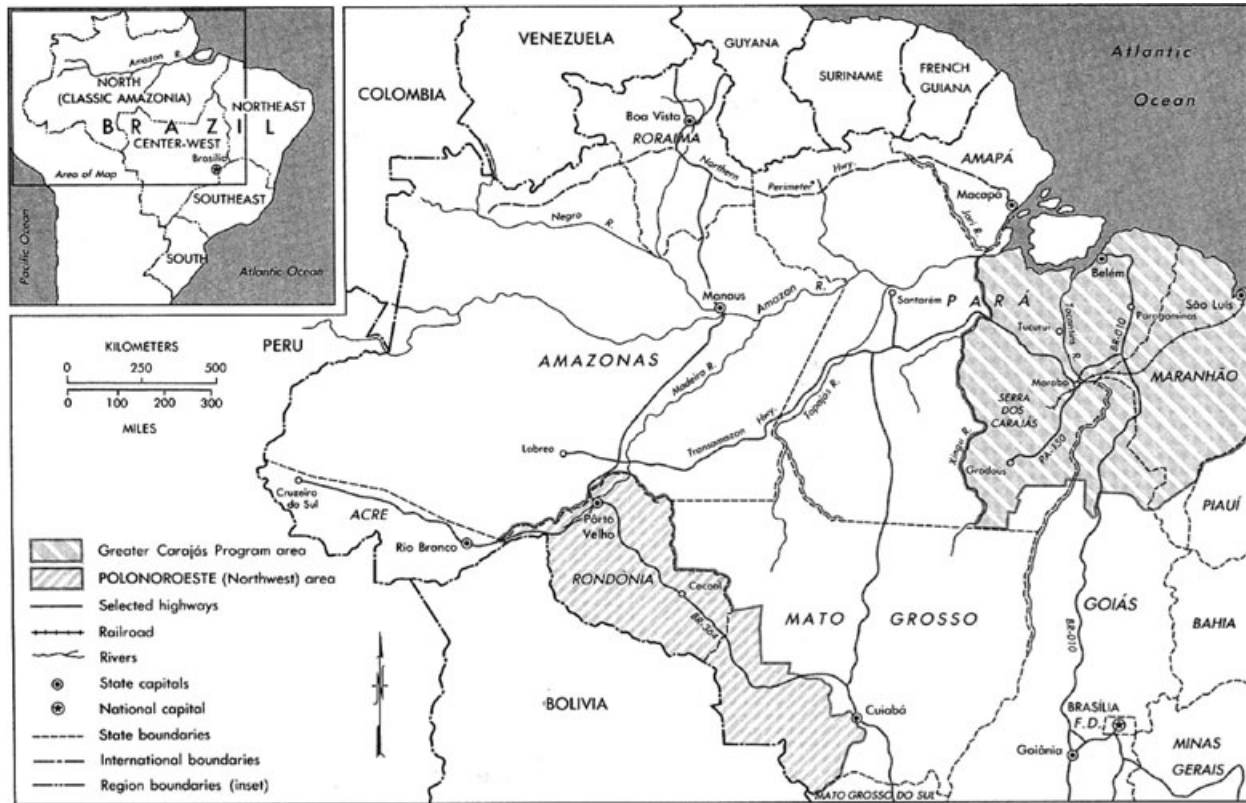 Amazon R.
NORTH
(CLASSIC AMAZONIA)
NORTHEAST
BRAZIL
CENTER-WEST
Brasília
Area of Map
SOUTHEAST
SOUTH
Pacific Ocean
Atlantic Ocean
KILOMETERS
0 250 500
0 100 200 300
MILES
Greater Carajás Program area
POLONOROESTE (Northwest) area
Selected highways
Railroad
Rivers
State capitals
National capital
State boundaries
International boundaries
Region boundaries (inset)
VENEZUELA
GUYANA
SURINAME
FRENCH
GUIANA
Atlantic
Ocean
COLOMBIA
Boa Vista
RORAIMA
Northern
Perimeter
Hwy.
AMAPÁ
Macapá
Jari R.
Negro
R.
Manaus
Amazon
R.
Santarém
PARÁ
Belém
São Luís
Paragominas
Tucuruí
Tocantins
R.
BR-010
PERU
AMAZONAS
Madeira R.
Tapajós R.
Marabá
MARANHÃO
SERRA
DOS
CARAJÁS
Xingu R.
PA-150
Gradaus
Transamazon
Hwy.
Labrea
Cruzeiro
do Sul
ACRE
Rio Branco
Pôrto
Velho
RONDÔNIA
Cacoal
BR-364
MATO GROSSO
GOIÁS
BR-010
PIAUÍ
BAHIA
BOLIVIA
Cuiabá
BRASÍLIA
F.D.
Goiânia
MINAS
GERAIS
MATO GROSSO DO SUL